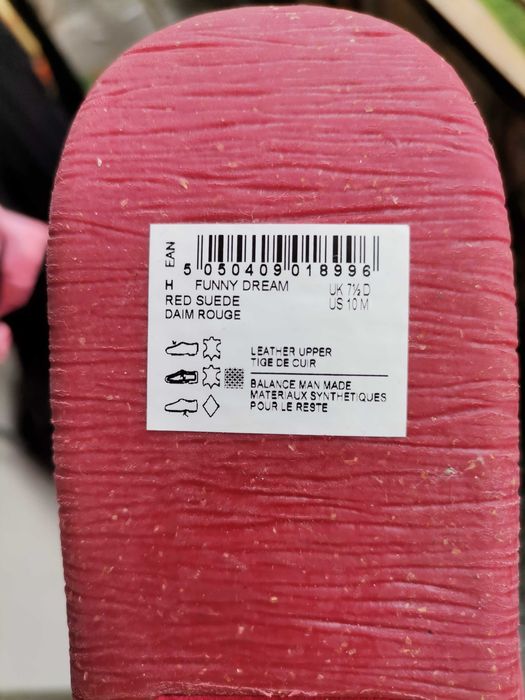 EAN
5 050409 018996
H FUNNY DREAM UK 7½ D
RED SUEDE US 10 M
DAIM ROUGE
LEATHER UPPER
TIGE DE CUIR
BALANCE MAN MADE
MATERIAUX SYNTHETIQUES
POUR LE RESTE